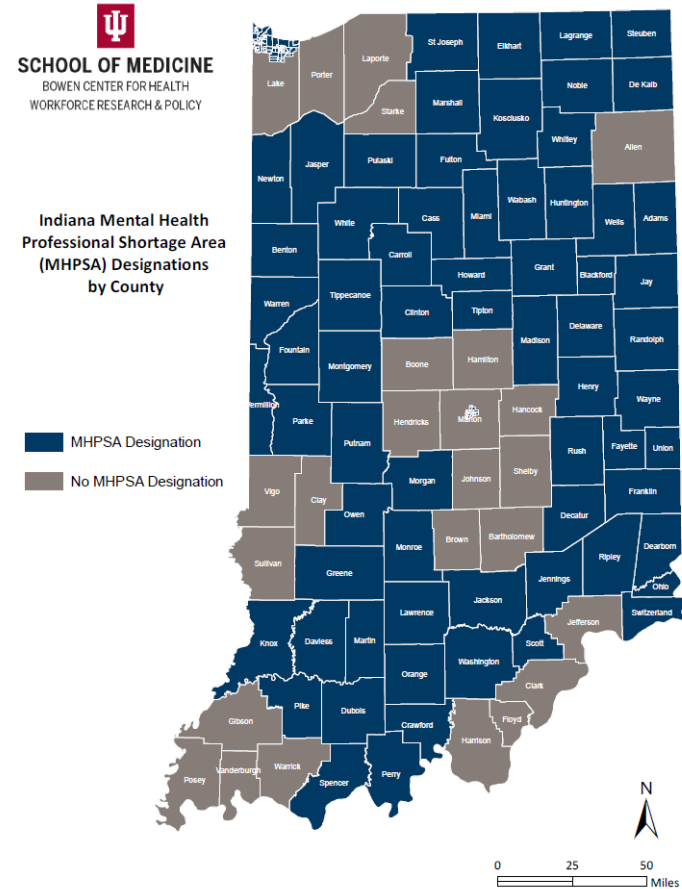 SCHOOL OF MEDICINE
BOWEN CENTER FOR HEALTH
WORKFORCE RESEARCH & POLICY
Indiana Mental Health
Professional Shortage Area
(MHPSA) Designations
by County
MHPSA Designation
No MHPSA Designation
St Joseph
Elkhart
Lagrange
Steuben
Lake
Porter
Laporte
Noble
De Kalb
Starke
Marshall
Kosciusko
Whitley
Allen
Newton
Jasper
Pulaski
Fulton
White
Cass
Miami
Wabash
Huntington
Wells
Adams
Benton
Carroll
Howard
Grant
Blackford
Jay
Warren
Tippecanoe
Clinton
Tipton
Madison
Delaware
Randolph
Fountain
Montgomery
Boone
Hamilton
Henry
Wayne
ermillion
Parke
Putnam
Hendricks
Marion
Hancock
Rush
Fayette
Union
Vigo
Clay
Owen
Morgan
Johnson
Shelby
Franklin
Decatur
Sullivan
Greene
Monroe
Brown
Bartholomew
Jennings
Ripley
Dearborn
Ohio
Switzerland
Knox
Daviess
Martin
Lawrence
Jackson
Jefferson
Scott
Washington
Orange
Clark
Gibson
Pike
Dubois
Crawford
Harrison
Floyd
Posey
Vanderburgh
Warrick
Spencer
Perry
N
0 25 50
Miles